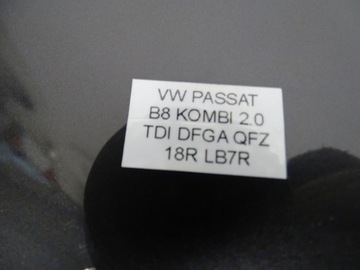 VW PASSAT
B8 KOMBI 2.0
TDI DFGA QFZ
18R LB7R